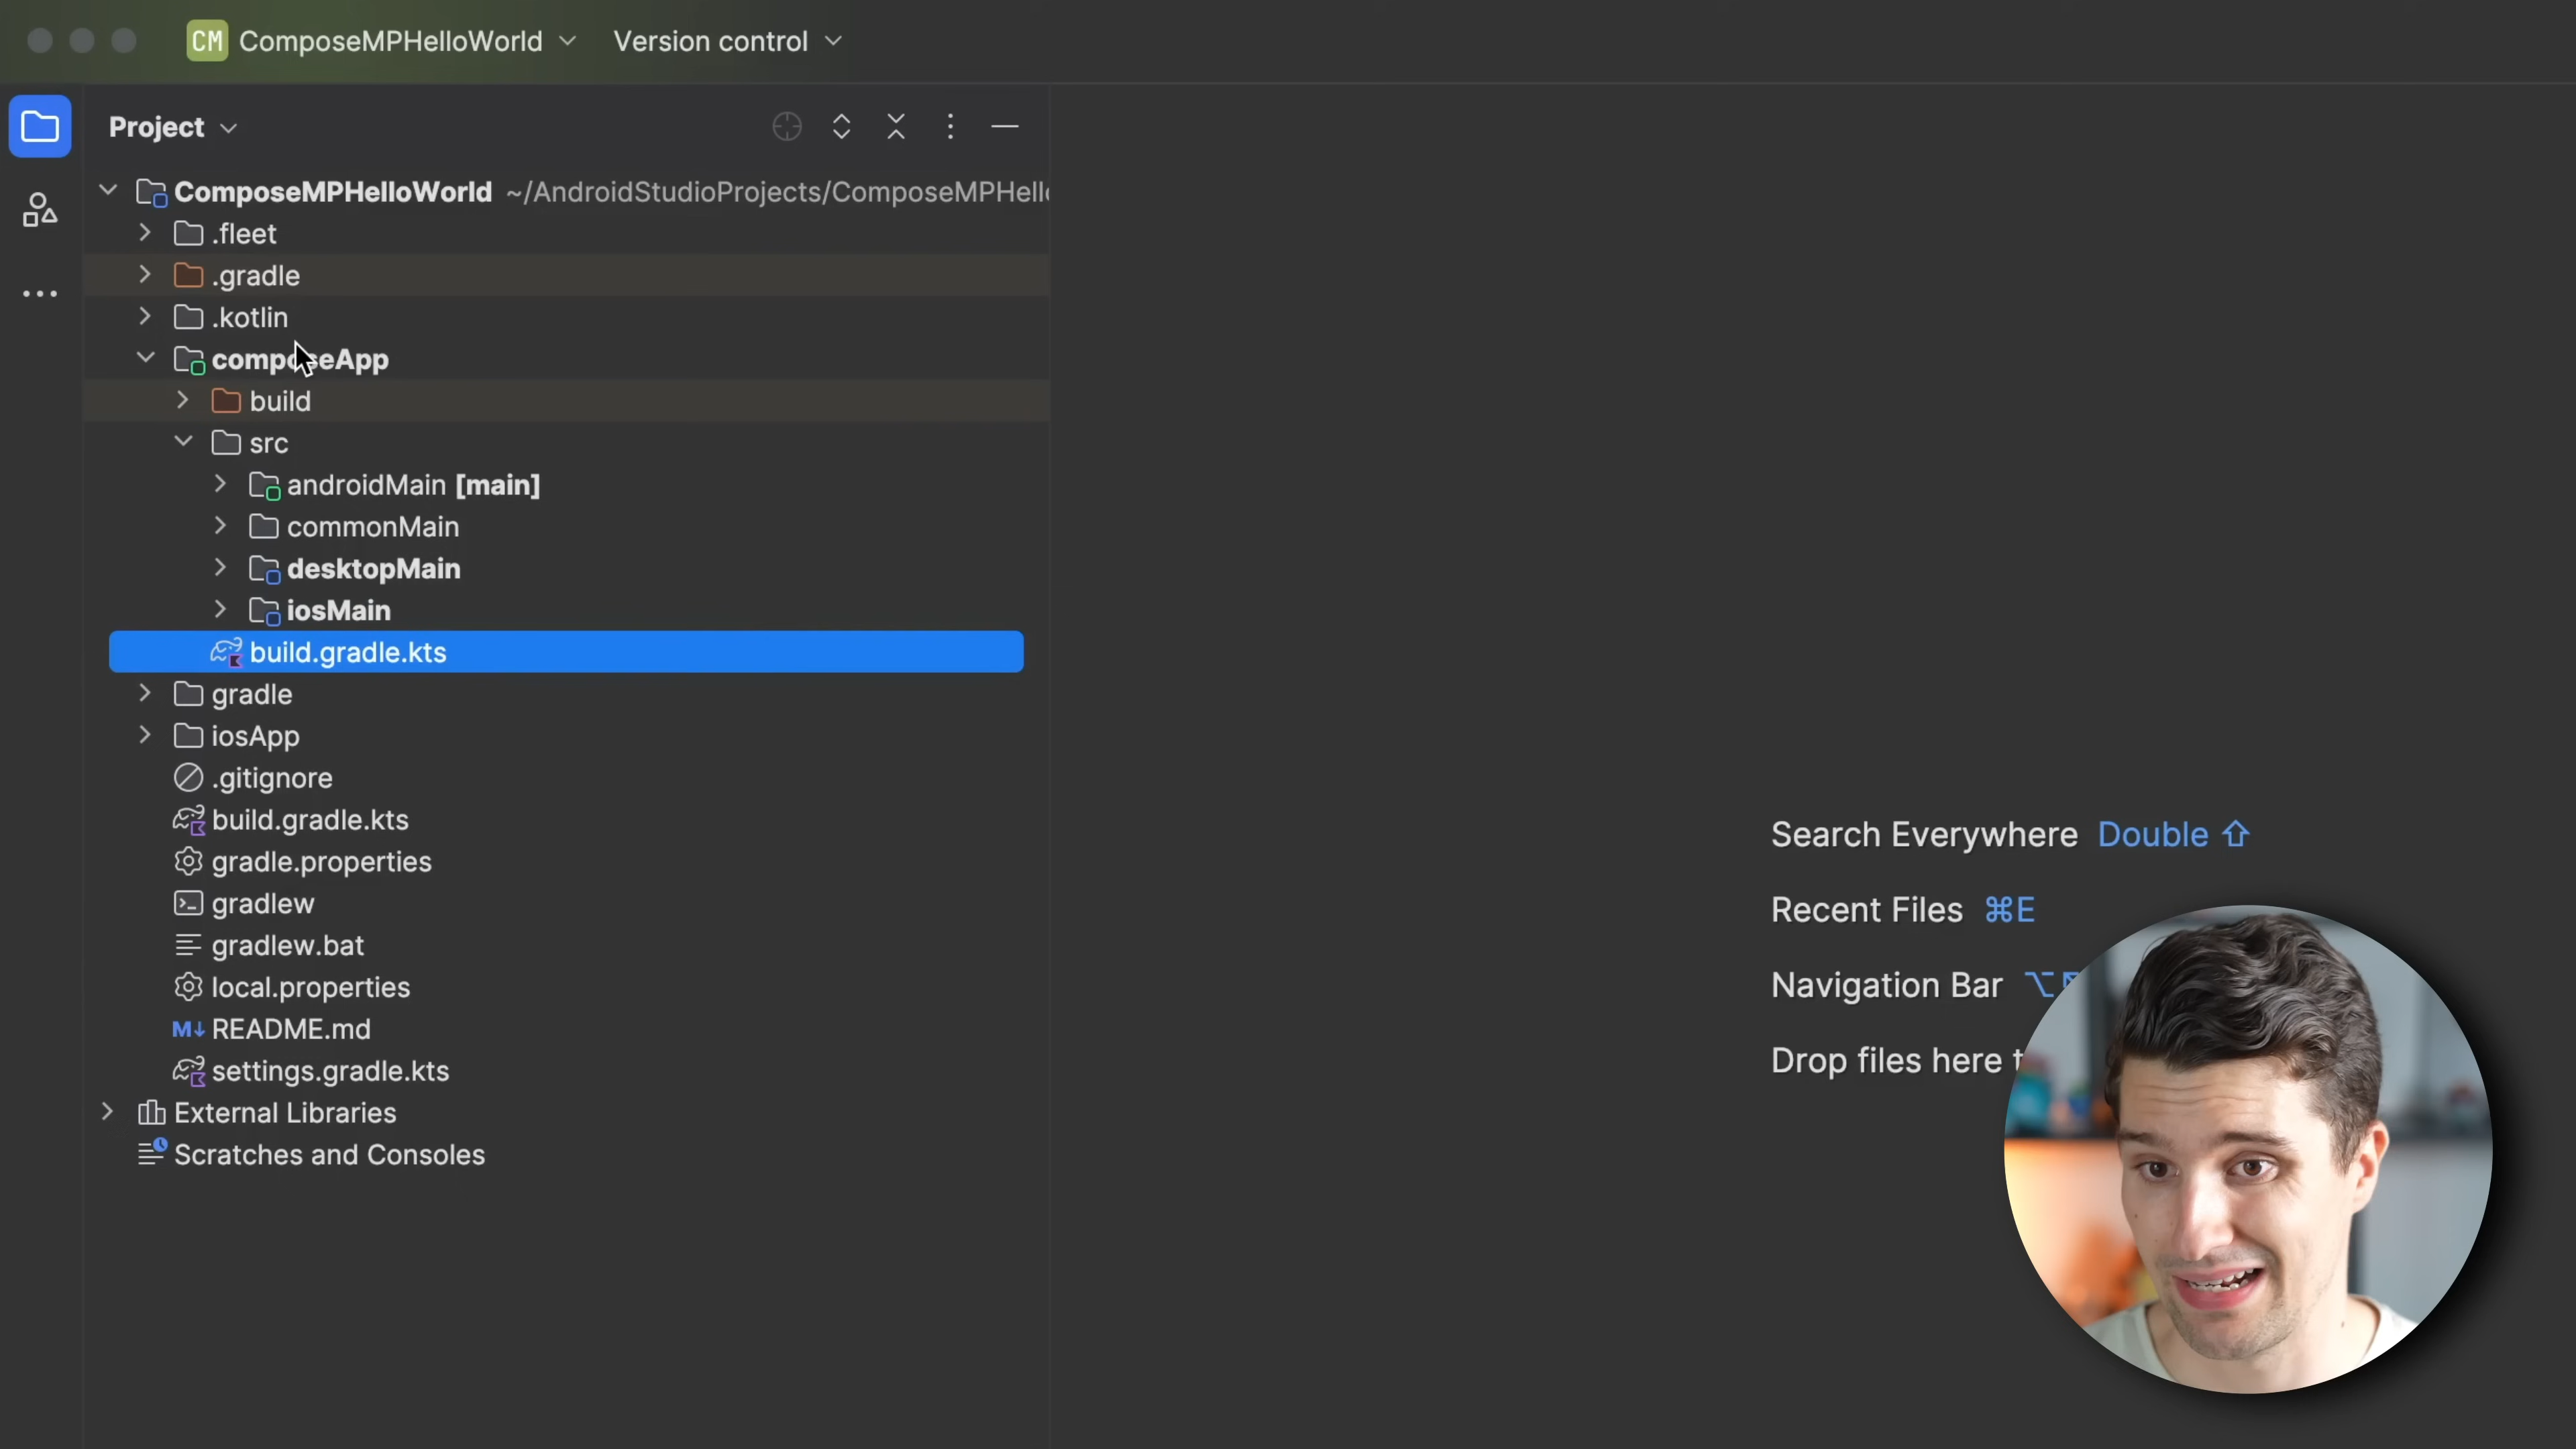 CM ComposeMPHelloWorld Version control
Project
ComposeMPHelloWorld ~/AndroidStudioProjects/ComposeMPHell
.fleet
.gradle
.kotlin
composeApp
build
src
androidMain [main]
commonMain
desktopMain
iosMain
build.gradle.kts
gradle
iosApp
.gitignore
build.gradle.kts
gradle.properties
gradlew
gradlew.bat
local.properties
M↓ README.md
settings.gradle.kts
External Libraries
Scratches and Consoles
Search Everywhere Double ⇧
Recent Files ⌘E
Navigation Bar ⌥
Drop files here